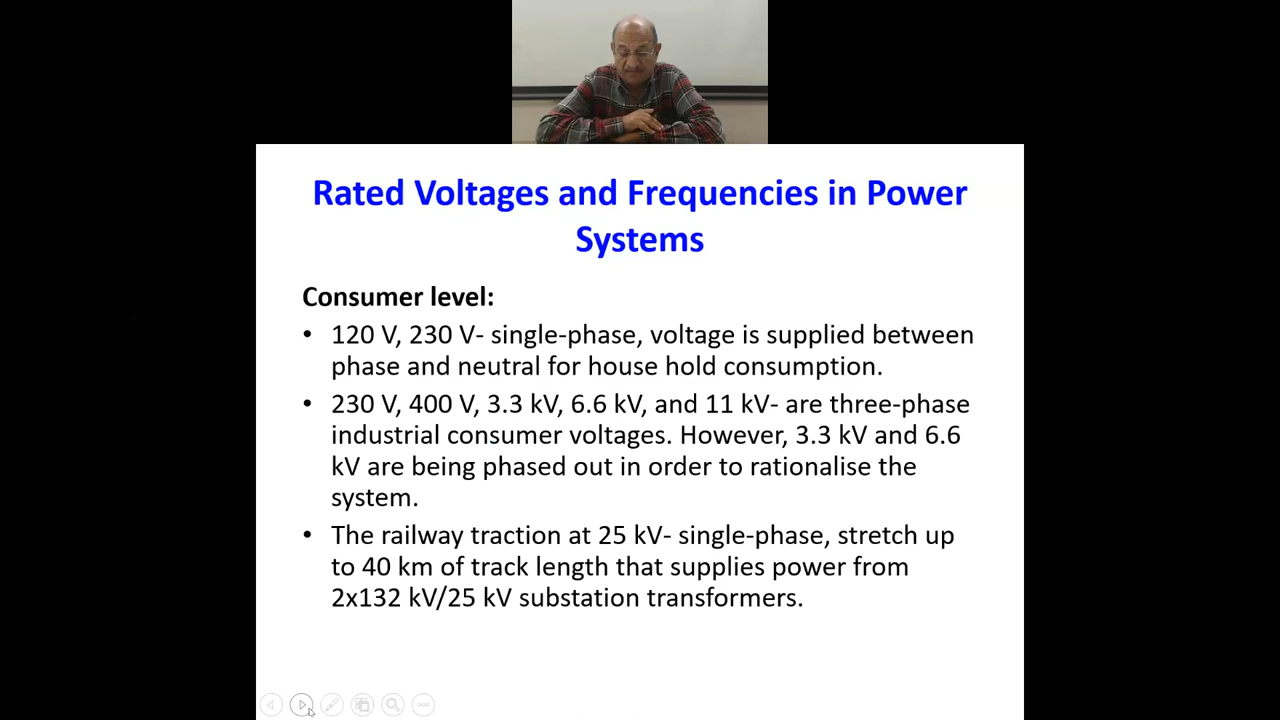 Rated Voltages and Frequencies in Power
Systems
Consumer level:
• 120 V, 230 V- single-phase, voltage is supplied between
phase and neutral for house hold consumption.
• 230 V, 400 V, 3.3 kV, 6.6 kV, and 11 kV- are three-phase
industrial consumer voltages. However, 3.3 kV and 6.6
kV are being phased out in order to rationalise the
system.
• The railway traction at 25 kV- single-phase, stretch up
to 40 km of track length that supplies power from
2x132 kV/25 kV substation transformers.